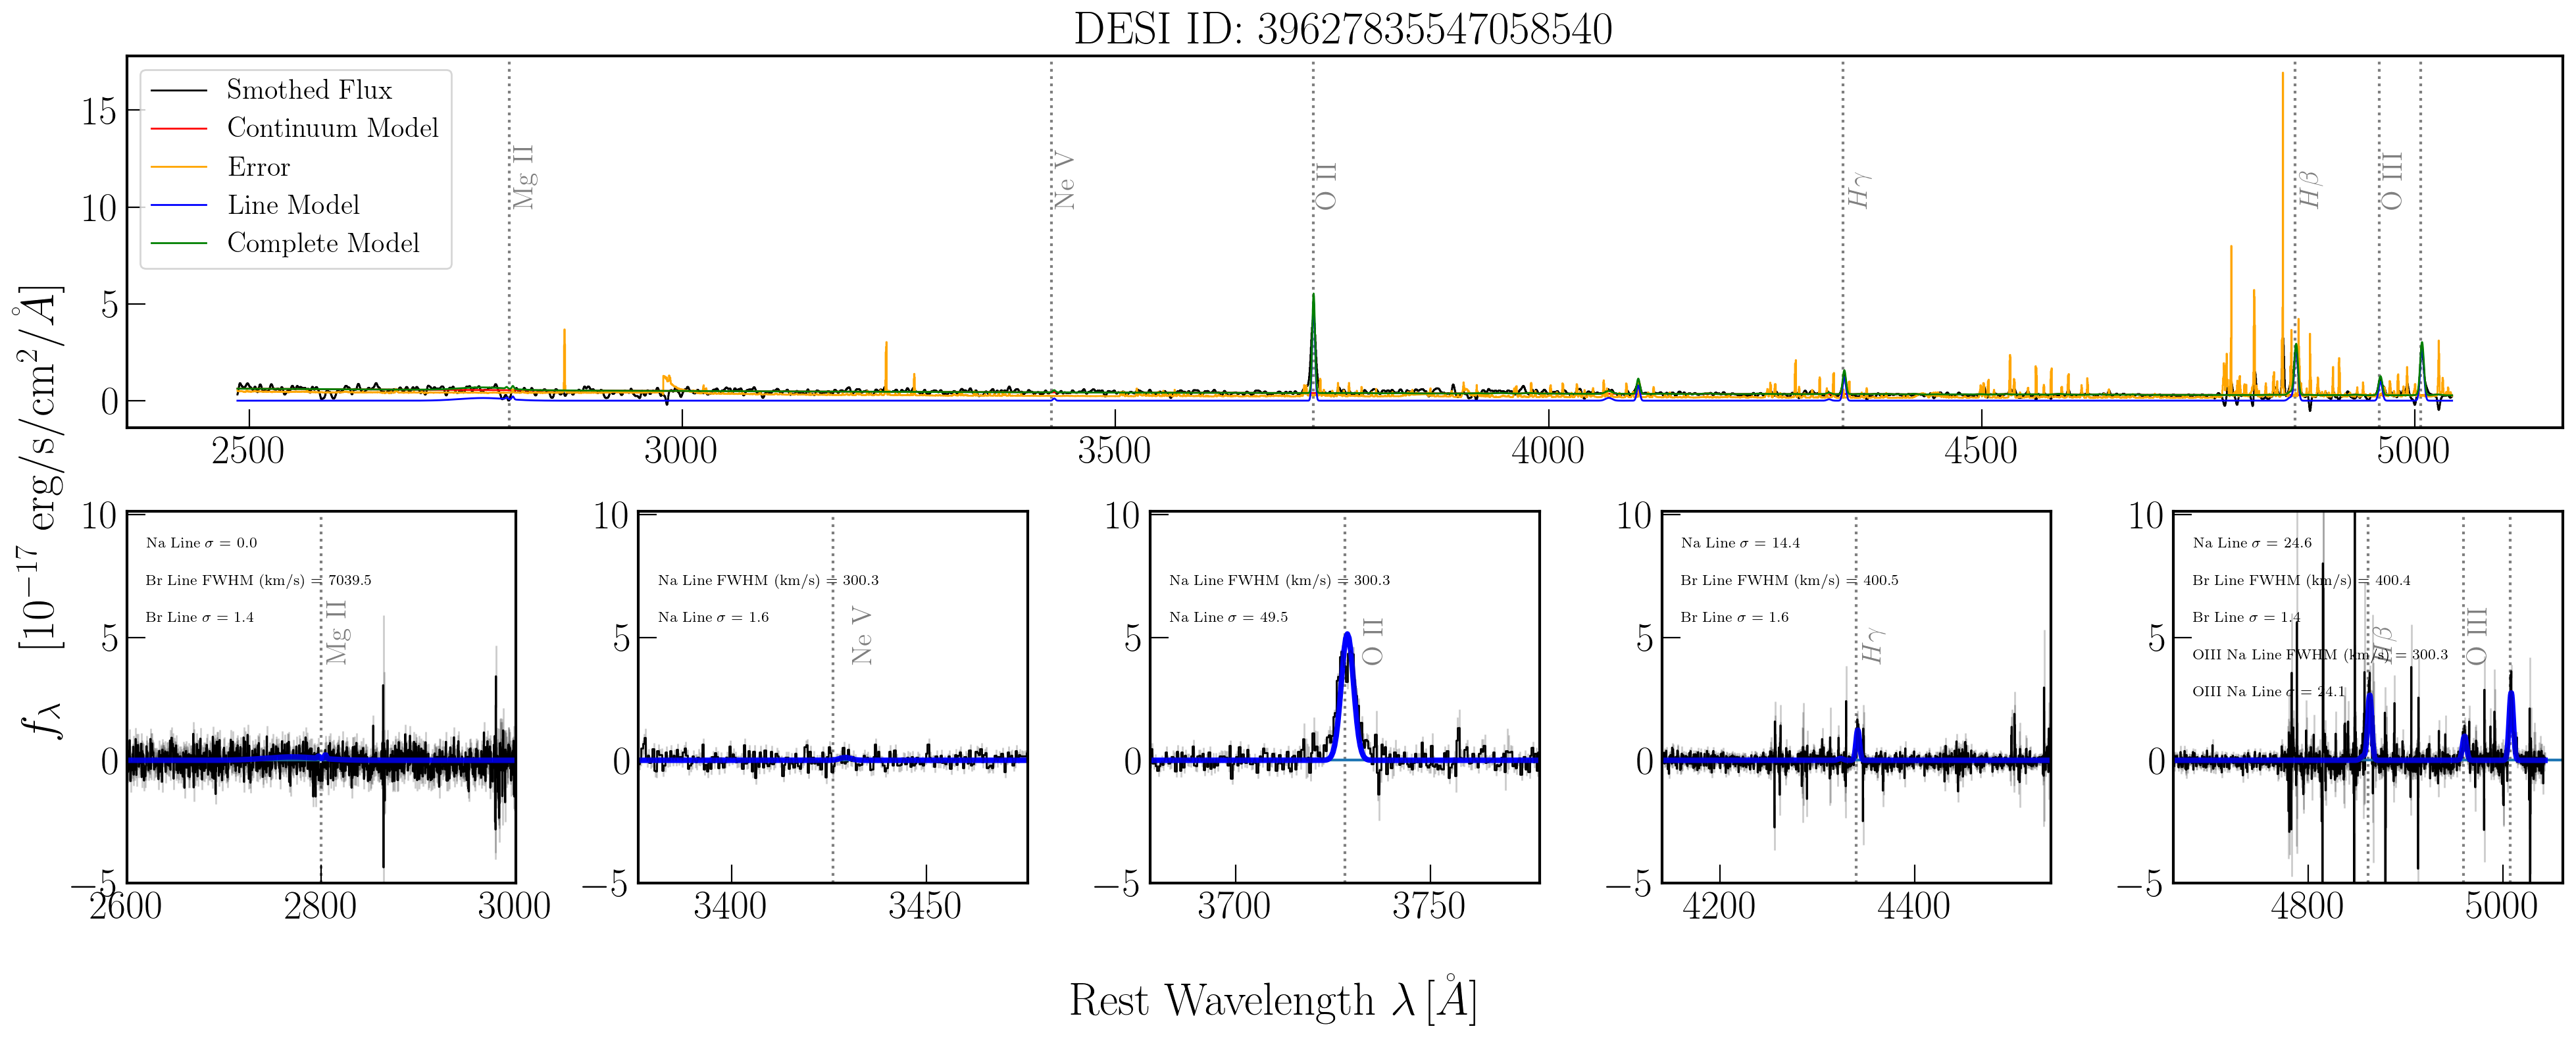 DESI ID: 39627835547058540
Smothed Flux
Continuum Model
Error
Line Model
Complete Model
Mg II
Ne V
O II
Hγ
Hβ
O III
15
10
5
0
2500 3000 3500 4000 4500 5000
f_λ [10^{-17} erg/s/cm²/Å]
10
5
0
−5
2600 2800 3000
Na Line σ = 0.0
Br Line FWHM (km/s) = 7039.5
Br Line σ = 1.4
Mg II
10
5
0
−5
3400 3450
Na Line FWHM (km/s) = 300.3
Na Line σ = 1.6
Ne V
10
5
0
−5
3700 3750
Na Line FWHM (km/s) = 300.3
Na Line σ = 49.5
O II
10
5
0
−5
4200 4400
Na Line σ = 14.4
Br Line FWHM (km/s) = 400.5
Br Line σ = 1.6
Hγ
10
5
0
−5
4800 5000
Na Line σ = 24.6
Br Line FWHM (km/s) = 400.4
Br Line σ = 1.4
OIII Na Line FWHM (km/s) = 300.3
OIII Na Line σ = 24.1
Hβ
O III
Rest Wavelength λ [Å]